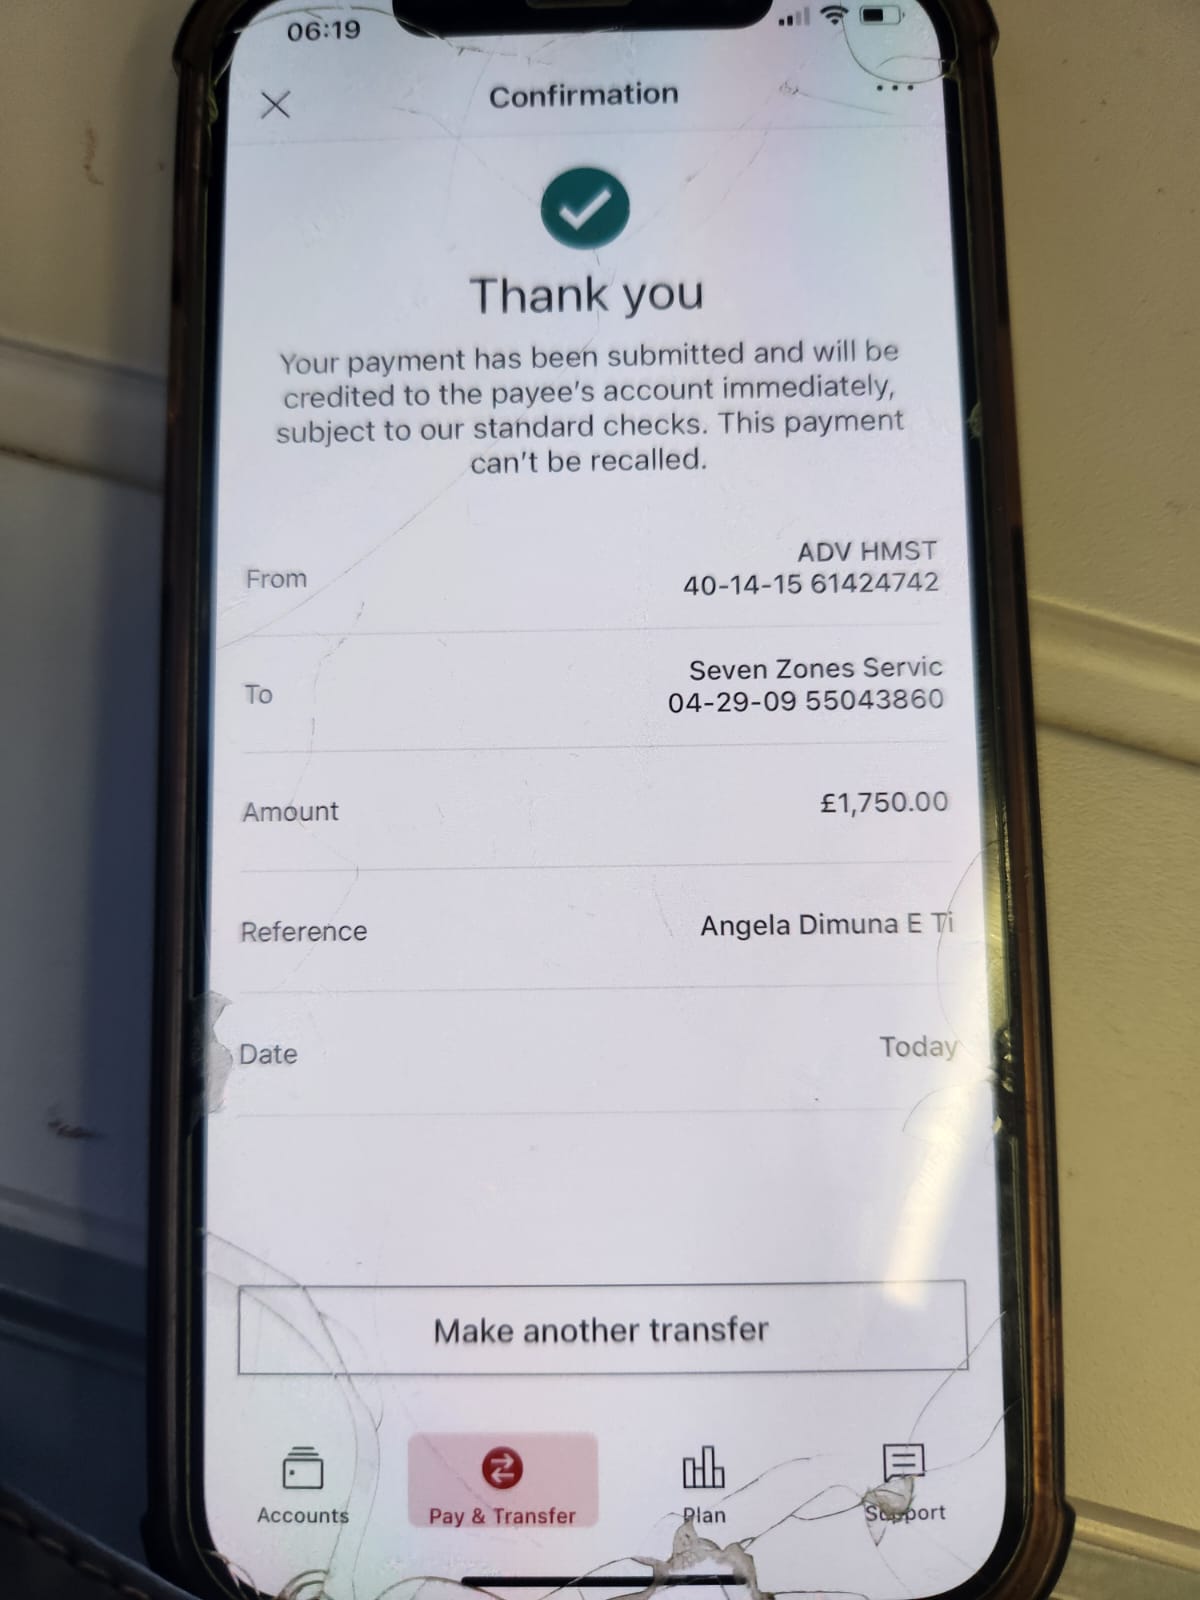 06:19
Confirmation
Thank you
Your payment has been submitted and will be
credited to the payee's account immediately,
subject to our standard checks. This payment
can't be recalled.
From
ADV HMST
40-14-15 61424742
To
Seven Zones Servic
04-29-09 55043860
Amount
£1,750.00
Reference
Angela Dimuna E Ti
Date
Today
Make another transfer
Accounts
Pay & Transfer
Plan
Support